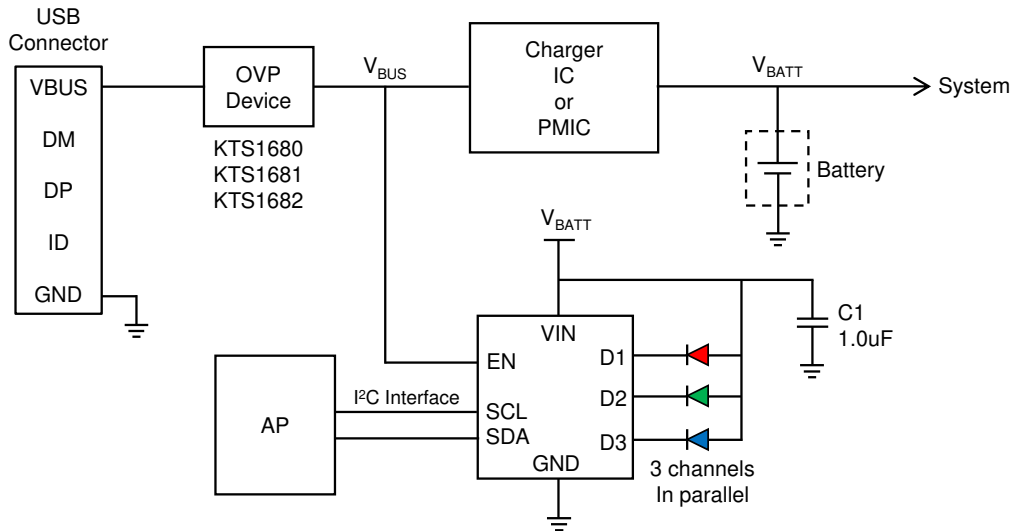 USB
Connector
VBUS
DM
DP
ID
GND
OVP
Device
KTS1680
KTS1681
KTS1682
VBUS
Charger
IC
or
PMIC
VBATT
System
Battery
VBATT
C1
1.0uF
VIN
EN
SCL
SDA
GND
D1
D2
D3
3 channels
In parallel
AP
I²C Interface